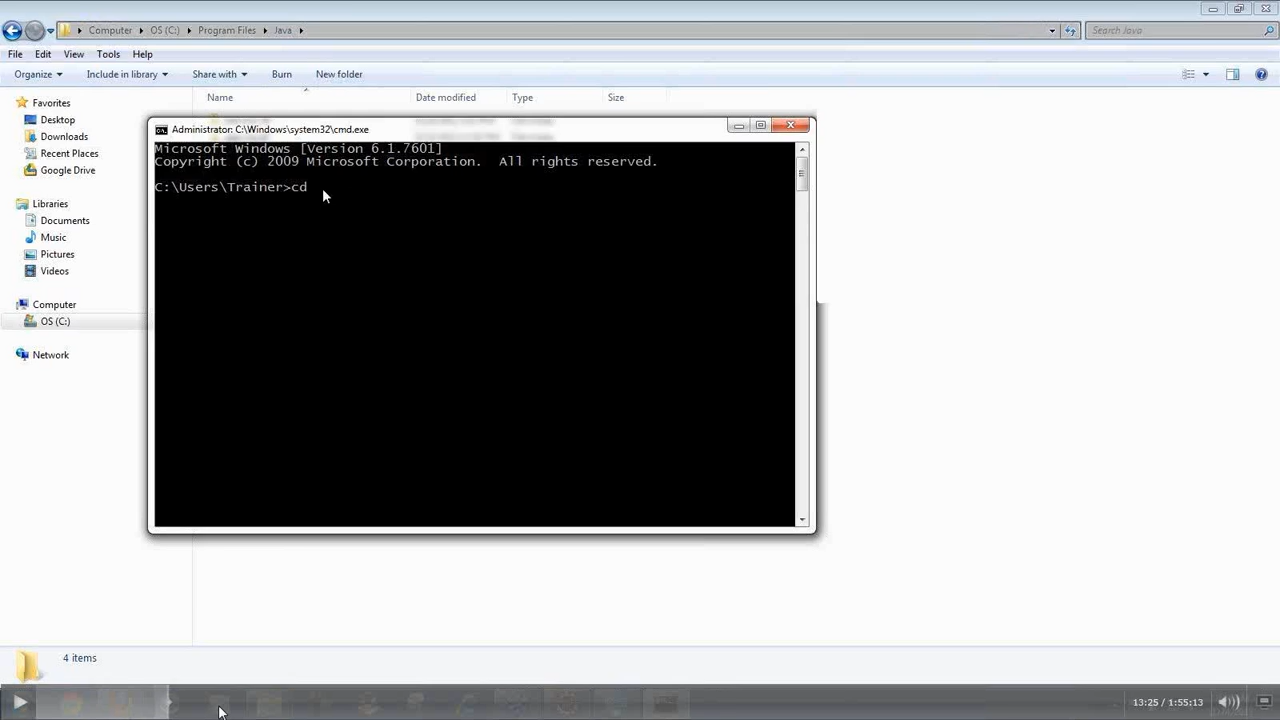 Computer OS (C:) Program Files Java Search Java
File Edit View Tools Help
Organize Include in library Share with Burn New folder
Name Date modified Type Size
Favorites
Desktop
Downloads
Recent Places
Google Drive
Libraries
Documents
Music
Pictures
Videos
Computer
OS (C:)
Network
Administrator: C:\Windows\system32\cmd.exe
Microsoft Windows [Version 6.1.7601]
Copyright (c) 2009 Microsoft Corporation. All rights reserved.
C:\Users\Trainer>cd
4 items
13:25 / 1:55:13